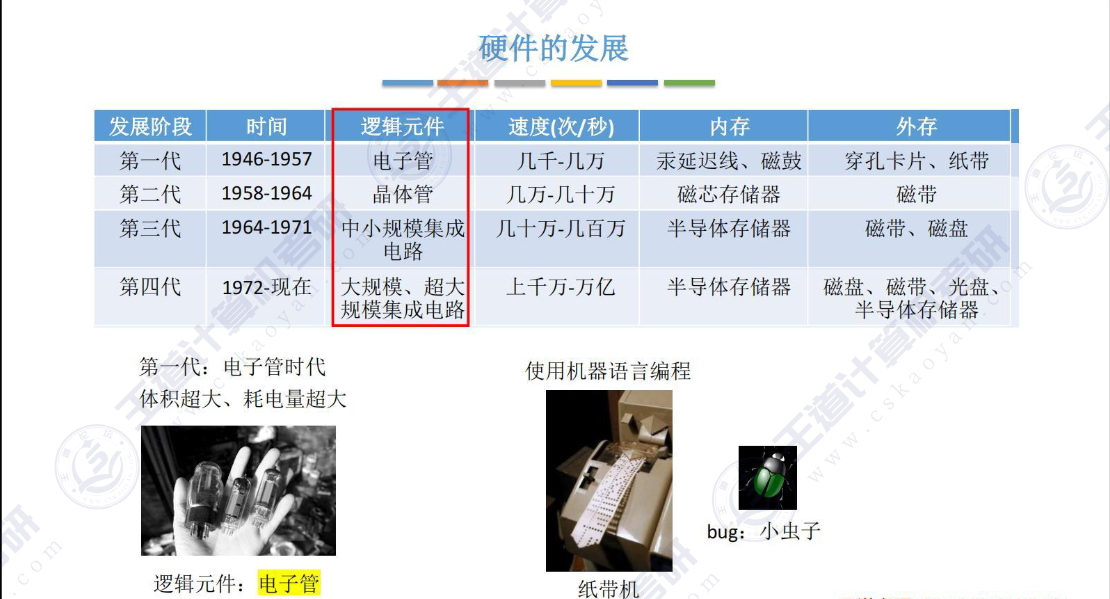 硬件的发展
发展阶段 时间 逻辑元件 速度(次/秒) 内存 外存
第一代 1946-1957 电子管 几千-几万 汞延迟线、磁鼓 穿孔卡片、纸带
第二代 1958-1964 晶体管 几万-几十万 磁芯存储器 磁带
第三代 1964-1971 中小规模集成 几十万-几百万 半导体存储器 磁带、磁盘
电路
第四代 1972-现在 大规模、超大 上千万-万亿 半导体存储器 磁盘、磁带、光盘、
规模集成电路 半导体存储器
第一代：电子管时代
体积超大、耗电量超大
使用机器语言编程
bug：小虫子
逻辑元件：电子管
纸带机
王道计算机考研
www.cskaoyan.com